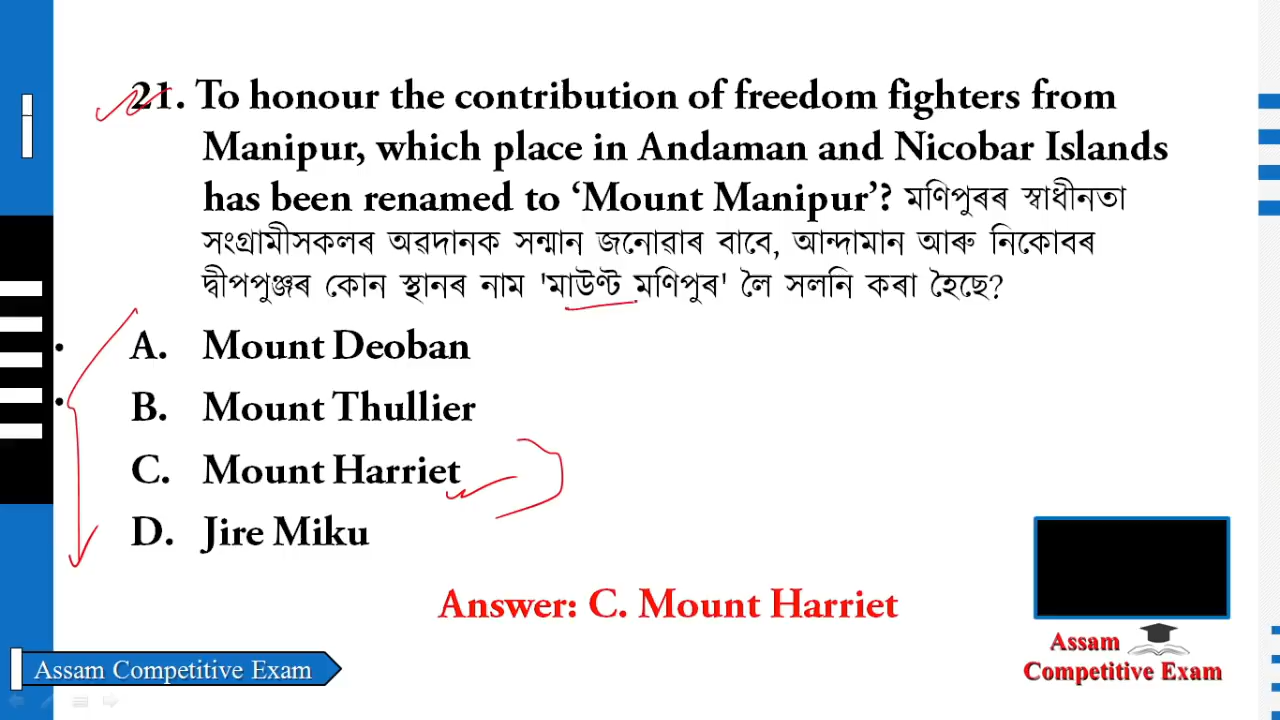 21. To honour the contribution of freedom fighters from
Manipur, which place in Andaman and Nicobar Islands
has been renamed to ‘Mount Manipur’? মণিপুৰৰ স্বাধীনতা
সংগ্ৰামীসকলৰ অৱদানক সন্মান জনোৱাৰ বাবে, আন্দামান আৰু নিকোবৰ
দ্বীপপুঞ্জৰ কোন স্থানৰ নাম 'মাউণ্ট মণিপুৰ' লৈ সলনি কৰা হৈছে?
A. Mount Deoban
B. Mount Thullier
C. Mount Harriet
D. Jire Miku
Answer: C. Mount Harriet
Assam Competitive Exam
Assam
Competitive Exam